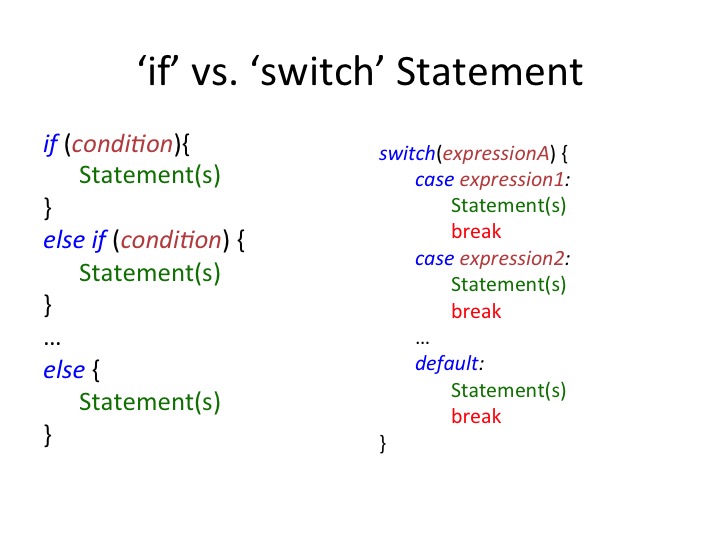 ‘if’ vs. ‘switch’ Statement
if (condition){
Statement(s)
}
else if (condition) {
Statement(s)
}
…
else {
Statement(s)
}
switch(expressionA) {
case expression1:
Statement(s)
break
case expression2:
Statement(s)
break
…
default:
Statement(s)
break
}